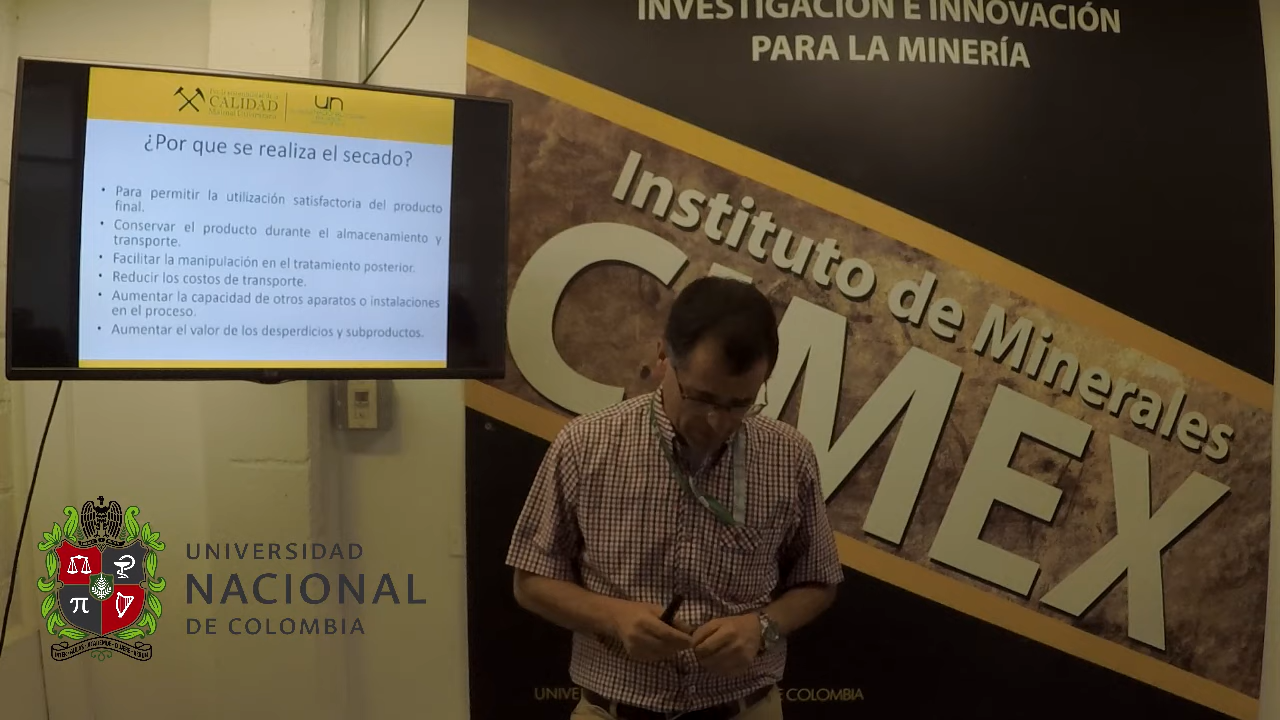 INVESTIGACIÓN E INNOVACIÓN
PARA LA MINERÍA
CALIDAD
un
¿Por que se realiza el secado?
• Para permitir la utilización satisfactoria del producto
final.
• Conservar el producto durante el almacenamiento y
transporte.
• Facilitar la manipulación en el tratamiento posterior.
• Reducir los costos de transporte.
• Aumentar la capacidad de otros aparatos o instalaciones
en el proceso.
• Aumentar el valor de los desperdicios y subproductos.
Instituto de Minerales
CIMEX
UNIVERSIDAD
NACIONAL
DE COLOMBIA
π
DE COLOMBIA